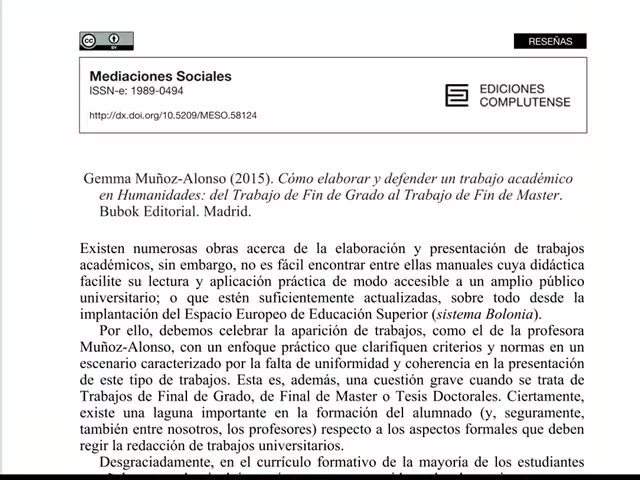 cc BY
RESEÑAS
Mediaciones Sociales
ISSN-e: 1989-0494
http://dx.doi.org/10.5209/MESO.58124
EDICIONES
COMPLUTENSE
Gemma Muñoz-Alonso (2015). Cómo elaborar y defender un trabajo académico
en Humanidades: del Trabajo de Fin de Grado al Trabajo de Fin de Master.
Bubok Editorial. Madrid.
Existen numerosas obras acerca de la elaboración y presentación de trabajos
académicos, sin embargo, no es fácil encontrar entre ellas manuales cuya didáctica
facilite su lectura y aplicación práctica de modo accesible a un amplio público
universitario; o que estén suficientemente actualizadas, sobre todo desde la
implantación del Espacio Europeo de Educación Superior (sistema Bolonia).
Por ello, debemos celebrar la aparición de trabajos, como el de la profesora
Muñoz-Alonso, con un enfoque práctico que clarifiquen criterios y normas en un
escenario caracterizado por la falta de uniformidad y coherencia en la presentación
de este tipo de trabajos. Esta es, además, una cuestión grave cuando se trata de
Trabajos de Final de Grado, de Final de Master o Tesis Doctorales. Ciertamente,
existe una laguna importante en la formación del alumnado (y, seguramente,
también entre nosotros, los profesores) respecto a los aspectos formales que deben
regir la redacción de trabajos universitarios.
Desgraciadamente, en el currículo formativo de la mayoría de los estudiantes